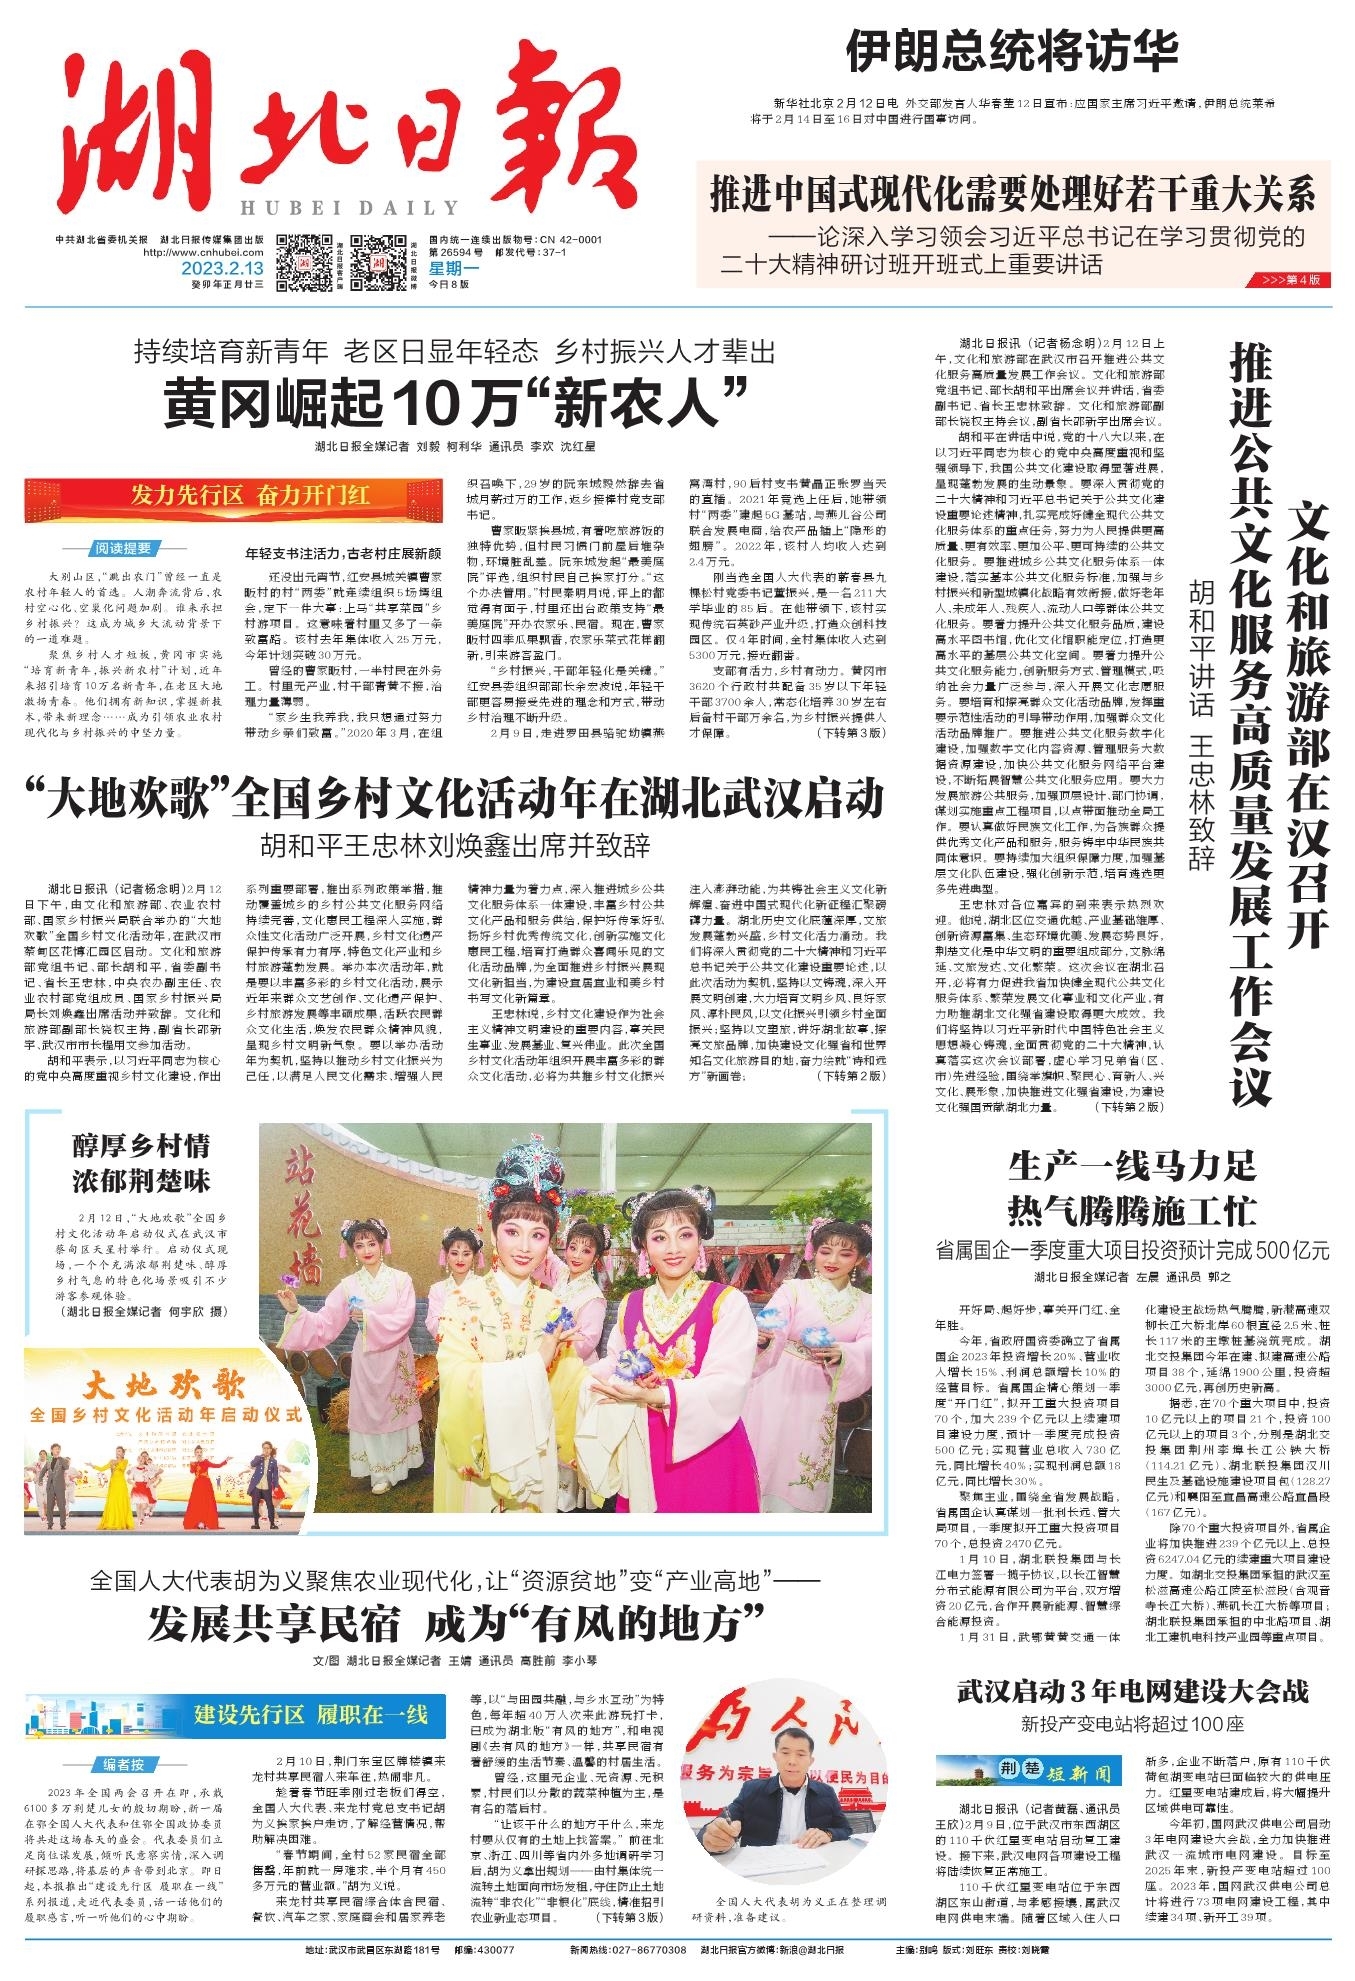 湖北日報
HUBEI DAILY
中共湖北省委机关报 湖北日报传媒集团出版
http://www.cnhubei.com
2023.2.13
癸卯年正月廿三
湖北日报客户端
湖北日报微博
国内统一连续出版物号：CN 42-0001
第26594号 邮发代号：37-1
星期一
今日8版
伊朗总统将访华
新华社北京2月12日电 外交部发言人华春莹12日宣布：应国家主席习近平邀请，伊朗总统莱希
将于2月14日至16日对中国进行国事访问。
推进中国式现代化需要处理好若干重大关系
——论深入学习领会习近平总书记在学习贯彻党的
二十大精神研讨班开班式上重要讲话
>>>第4版
持续培育新青年 老区日显年轻态 乡村振兴人才辈出
黄冈崛起10万“新农人”
湖北日报全媒记者 刘毅 柯利华 通讯员 李欢 沈红星
发力先行区 奋力开门红
阅读提要
大别山区，“跳出农门”曾经一直是
农村年轻人的首选。人潮奔流背后，农
村空心化、空巢化问题加剧。谁来承担
乡村振兴？这成为城乡大流动背景下
的一道难题。
聚焦乡村人才短板，黄冈市实施
“培育新青年，振兴新农村”计划，近年
来招引培育10万名新青年，在老区大地
激扬青春。他们拥有新知识，掌握新技
术，带来新理念……成为引领农业农村
现代化与乡村振兴的中坚力量。
年轻支书注活力，古老村庄展新颜
还没出元宵节，红安县城关镇曹家
畈村的村“两委”就连续组织5场塆组
会，定下一件大事：上马“共享菜园”乡
村游项目。这意味着村里又多了一条
致富路。该村去年集体收入25万元，
今年计划突破30万元。
曾经的曹家畈村，一半村民在外务
工。村里无产业，村干部青黄不接，治
理力量薄弱。
“家乡生我养我，我只想通过努力
带动乡亲们致富。”2020年3月，在组
织召唤下，29岁的阮东城毅然辞去省
城月薪过万的工作，返乡接棒村党支部
书记。
曹家畈紧挨县城，有着吃旅游饭的
独特优势，但村民习惯门前屋后堆杂
物，环境脏乱差。阮东城发起“最美庭
院”评选，组织村民自己挨家打分。“这
个办法管用。”村民秦明月说，评上的都
觉得有面子，村里还出台政策支持“最
美庭院”开办农家乐、民宿。现在，曹家
畈村四季瓜果飘香，农家乐菜式花样翻
新，引来游客盈门。
“乡村振兴，干部年轻化是关键。”
红安县委组织部部长余宏波说，年轻干
部更容易接受先进的理念和方式，带动
乡村治理不断升级。
2月9日，走进罗田县骆驼坳镇燕
窝湾村，90后村支书黄晶正张罗当天
的直播。2021年竞选上任后，她带领
村“两委”建起5G基站，与燕儿谷公司
联合发展电商，给农产品插上“隐形的
翅膀”。2022年，该村人均收入达到
2.4万元。
刚当选全国人大代表的蕲春县九
棵松村党委书记董振兴，是一名211大
学毕业的85后。在他带领下，该村实
现传统石英砂产业升级，打造众创科技
园区。仅4年时间，全村集体收入达到
5300万元，接近翻番。
支部有活力，乡村有动力。黄冈市
3620个行政村共配备35岁以下年轻
干部3700余人，常态化培养30岁左右
后备村干部万余名，为乡村振兴提供人
才保障。 （下转第3版）
“大地欢歌”全国乡村文化活动年在湖北武汉启动
胡和平王忠林刘焕鑫出席并致辞
湖北日报讯（记者杨念明）2月12
日下午，由文化和旅游部、农业农村
部、国家乡村振兴局联合举办的“大地
欢歌”全国乡村文化活动年，在武汉市
蔡甸区花博汇园区启动。文化和旅游
部党组书记、部长胡和平，省委副书
记、省长王忠林，中央农办副主任、农
业农村部党组成员、国家乡村振兴局
局长刘焕鑫出席活动并致辞。文化和
旅游部副部长饶权主持，副省长邵新
宇、武汉市市长程用文参加活动。
胡和平表示，以习近平同志为核心
的党中央高度重视乡村文化建设，作出
系列重要部署，推出系列政策举措，推
动覆盖城乡的乡村公共文化服务网络
持续完善，文化惠民工程深入实施，群
众性文化活动广泛开展，乡村文化遗产
保护传承有力有序，特色文化产业和乡
村旅游蓬勃发展。举办本次活动年，就
是要以丰富多彩的乡村文化活动，展示
近年来群众文艺创作、文化遗产保护、
乡村旅游发展等丰硕成果，活跃农民群
众文化生活，焕发农民群众精神风貌，
呈现乡村文明新气象。要以举办活动
年为契机，坚持以推动乡村文化振兴为
己任，以满足人民文化需求、增强人民
精神力量为着力点，深入推进城乡公共
文化服务体系一体建设，丰富乡村公共
文化产品和服务供给，保护好传承好弘
扬好乡村优秀传统文化，创新实施文化
惠民工程，培育打造群众喜闻乐见的文
化活动品牌，为全面推进乡村振兴展现
文化新担当，为建设宜居宜业和美乡村
书写文化新篇章。
王忠林说，乡村文化建设作为社会
主义精神文明建设的重要内容，事关民
生事业、发展基业、复兴伟业。此次全国
乡村文化活动年组织开展丰富多彩的群
众文化活动，必将为共推乡村文化振兴
注入澎湃动能，为共铸社会主义文化新
辉煌、奋进中国式现代化新征程汇聚磅
礴力量。湖北历史文化底蕴深厚，文旅
发展蓬勃兴盛，乡村文化活力涌动。我
们将深入贯彻党的二十大精神和习近平
总书记关于公共文化建设重要论述，以
此次活动为契机，坚持以文铸魂，深入开
展文明创建，大力培育文明乡风、良好家
风、淳朴民风，以文化振兴引领乡村全面
振兴；坚持以文塑旅，讲好湖北故事，擦
亮文旅品牌，加快建设文化强省和世界
知名文化旅游目的地，奋力绘就“诗和远
方”新画卷； （下转第2版）
文化和旅游部在汉召开
推进公共文化服务高质量发展工作会议
胡和平讲话 王忠林致辞
湖北日报讯（记者杨念明）2月12日上
午，文化和旅游部在武汉市召开推进公共文
化服务高质量发展工作会议。文化和旅游部
党组书记、部长胡和平出席会议并讲话，省委
副书记、省长王忠林致辞。文化和旅游部副
部长饶权主持会议，副省长邵新宇出席会议。
胡和平在讲话中说，党的十八大以来，在
以习近平同志为核心的党中央高度重视和坚
强领导下，我国公共文化建设取得显著进展，
呈现蓬勃发展的生动景象。要深入贯彻党的
二十大精神和习近平总书记关于公共文化建
设重要论述精神，扎实完成好健全现代公共文
化服务体系的重点任务，努力为人民提供更高
质量、更有效率、更加公平、更可持续的公共文
化服务。要推进城乡公共文化服务体系一体
建设，落实基本公共文化服务标准，加强与乡
村振兴和新型城镇化战略有效衔接，做好老年
人、未成年人、残疾人、流动人口等群体公共文
化服务。要着力提升公共文化服务品质，建设
高水平图书馆，优化文化馆职能定位，打造更
高水平的基层公共文化空间。要着力提升公
共文化服务能力，创新服务方式、管理模式，吸
纳社会力量广泛参与，深入开展文化志愿服
务。要培育和擦亮群众文化活动品牌，发挥重
要示范性活动的引导带动作用，加强群众文化
活动品牌推广。要推进公共文化服务数字化
建设，加强数字文化内容资源、管理服务大数
据资源建设，加快公共文化服务网络平台建
设，不断拓展智慧公共文化服务应用。要大力
发展旅游公共服务，加强顶层设计、部门协调，
谋划实施重点工程项目，以点带面推动全局工
作。要认真做好民族文化工作，为各族群众提
供优秀文化产品和服务，服务铸牢中华民族共
同体意识。要持续加大组织保障力度，加强基
层文化队伍建设，强化创新示范，培育遴选更
多先进典型。
王忠林对各位嘉宾的到来表示热烈欢
迎。他说，湖北区位交通优越、产业基础雄厚、
创新资源富集、生态环境优美、发展态势良好，
荆楚文化是中华文明的重要组成部分，文脉绵
延、文旅发达、文化繁荣。这次会议在湖北召
开，必将有力促进我省加快健全现代公共文化
服务体系、繁荣发展文化事业和文化产业，有
力助推湖北文化强省建设取得更大成效。我
们将坚持以习近平新时代中国特色社会主义
思想凝心铸魂，全面贯彻党的二十大精神，认
真落实这次会议部署，虚心学习兄弟省（区、
市）先进经验，围绕举旗帜、聚民心、育新人、兴
文化、展形象，加快推进文化强省建设，为建设
文化强国贡献湖北力量。 （下转第2版）
醇厚乡村情
浓郁荆楚味
2月12日，“大地欢歌”全国乡
村文化活动年启动仪式在武汉市
蔡甸区天星村举行。启动仪式现
场，一个个充满浓郁荆楚味、醇厚
乡村气息的特色化场景吸引不少
游客参观体验。
（湖北日报全媒记者 何宇欣 摄）
站花墙
大地欢歌
全国乡村文化活动年启动仪式
生产一线马力足
热气腾腾施工忙
省属国企一季度重大项目投资预计完成500亿元
湖北日报全媒记者 左晨 通讯员 郭之
开好局、起好步，事关开门红、全
年胜。
今年，省政府国资委确立了省属
国企2023年投资增长20%、营业收
入增长15%、利润总额增长10%的
经营目标。省属国企精心策划一季
度“开门红”，拟开工重大投资项目
70个，加大239个亿元以上续建项
目建设力度，预计一季度完成投资
500亿元；实现营业总收入730亿
元，同比增长40%；实现利润总额18
亿元，同比增长30%。
聚焦主业，围绕全省发展战略，
省属国企认真谋划一批利长远、管大
局项目，一季度拟开工重大投资项目
70个，总投资2470亿元。
1月10日，湖北联投集团与长
江电力签署一揽子协议，以长江智慧
分布式能源有限公司为平台，双方增
资20亿元，合作开展新能源、智慧综
合能源投资。
1月31日，武鄂黄黄交通一体
化建设主战场热气腾腾，新港高速双
柳长江大桥北岸60根直径2.5米、桩
长117米的主墩桩基浇筑完成。湖
北交投集团今年在建、拟建高速公路
项目38个，延绵1900公里，投资超
3000亿元，再创历史新高。
据悉，在70个重大项目中，投资
10亿元以上的项目21个，投资100
亿元以上的项目3个，分别是湖北交
投集团荆州李埠长江公铁大桥
（114.21亿元）、湖北联投集团汉川
民生及基础设施建设项目包（128.27
亿元）和襄阳至宜昌高速公路宜昌段
（167亿元）。
除70个重大投资项目外，省属企
业将加快推进239个亿元以上、总投
资6247.04亿元的续建重大项目建设
力度。如湖北交投集团承担的武汉至
松滋高速公路江陵至松滋段（含观音
寺长江大桥）、燕矶长江大桥等项目；
湖北联投集团承担的中北路项目、湖
北工建机电科技产业园等重点项目。
全国人大代表胡为义聚焦农业现代化，让“资源贫地”变“产业高地”——
发展共享民宿 成为“有风的地方”
文/图 湖北日报全媒记者 王婧 通讯员 高胜前 李小琴
建设先行区 履职在一线
编者按
2023年全国两会召开在即，承载
6100多万荆楚儿女的殷切期盼，新一届
在鄂全国人大代表和住鄂全国政协委员
将共赴这场春天的盛会。代表委员们立
足岗位谋发展，倾听民意察实情，深入调
研探思路，将基层的声音带到北京。即日
起，本报推出“建设先行区 履职在一线”
系列报道，走近代表委员，话一话他们的
履职感言，听一听他们的心中期盼。
2月10日，荆门东宝区牌楼镇来
龙村共享民宿人来车往，热闹非凡。
趁着春节旺季刚过老板们得空，
全国人大代表、来龙村党总支书记胡
为义挨家挨户走访，了解经营情况，帮
助解决困难。
“春节期间，全村52家民宿全部
售罄，年前就一房难求，半个月有450
多万元的营业额。”胡为义说。
来龙村共享民宿综合体含民宿、
餐饮、汽车之家、家庭商会和居家养老
等，以“与田园共融，与乡水互动”为特
色，每年超40万人次来此游玩打卡，
已成为湖北版“有风的地方”，和电视
剧《去有风的地方》一样，共享民宿有
着舒缓的生活节奏、温馨的村居生活。
曾经，这里无企业、无资源、无积
累，村民们以分散的蔬菜种植为主，是
有名的落后村。
“让孩干什么的地方干什么，来龙
村要从仅有的土地上找答案。”前往北
京、浙江、四川等省内外多地调研学习
后，胡为义拿出规划——由村集体统一
流转土地面向市场发租，守住防止土地
流转“非农化”“非粮化”底线，精准招引
农业新业态项目。 （下转第3版）
为人民
服务为宗旨 以便民为目的
全国人大代表胡为义正在整理调
研资料，准备建议。
武汉启动3年电网建设大会战
新投产变电站将超过100座
荆楚短新闻
湖北日报讯（记者黄磊、通讯员
王欣）2月9日，位于武汉市东西湖区
的110千伏红星变电站启动复工建
设。接下来，武汉电网各项建设工程
将陆续恢复正常施工。
110千伏红星变电站位于东西
湖区东山街道，与孝感接壤，属武汉
电网供电末端。随着区域入住人口
新多，企业不断落户，原有110千伏
荷包湖变电站已面临较大的供电压
力。红星变电站建成后，将大幅提升
区域供电可靠性。
今年初，国网武汉供电公司启动
3年电网建设大会战，全力加快推进
武汉一流城市电网建设。目标至
2025年末，新投产变电站超过100
座。2023年，国网武汉供电公司总
计将进行73项电网建设工程，其中
续建34项、新开工39项。
地址：武汉市武昌区东湖路181号 邮编：430077 新闻热线：027-86770308 湖北日报官方微博：新浪@湖北日报 主编：别鸣 版式：刘旺东 责校：刘晓霞